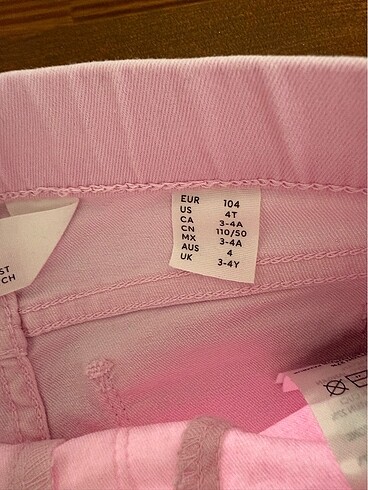 EUR 104
US 4T
CA 3-4A
CN 110/50
MX 3-4A
AUS 4
UK 3-4Y
ST
CH